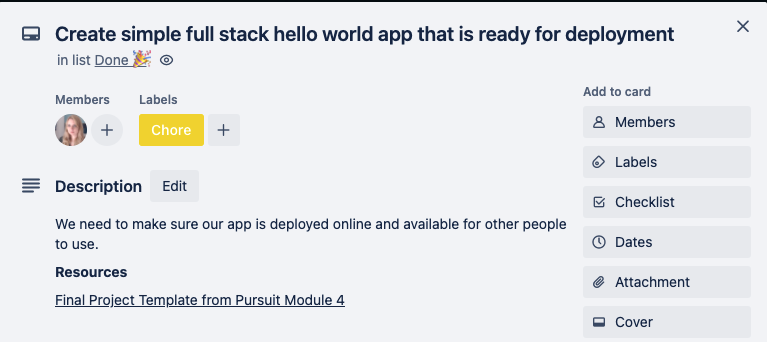 Create simple full stack hello world app that is ready for deployment
in list Done 🎉
Members
Labels
Chore
Description
Edit
We need to make sure our app is deployed online and available for other people
to use.
Resources
Final Project Template from Pursuit Module 4
Add to card
Members
Labels
Checklist
Dates
Attachment
Cover